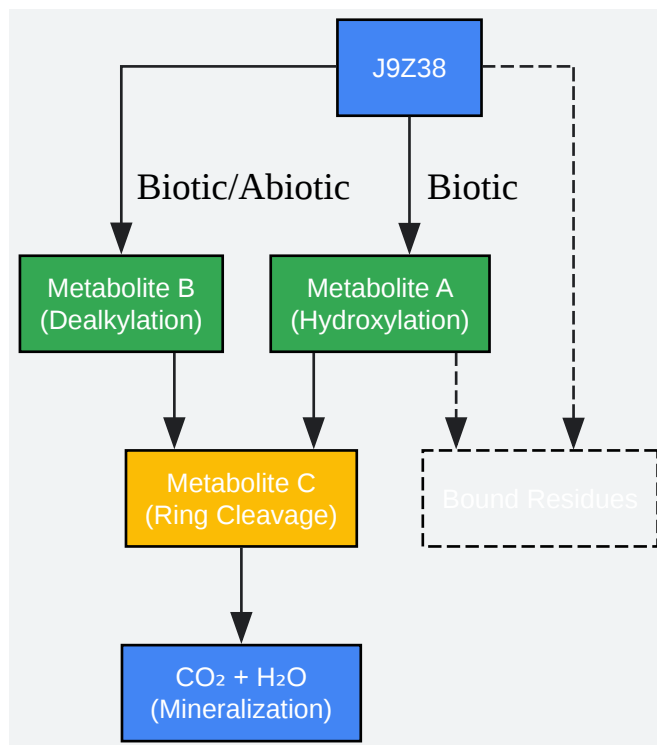 J9Z38
Biotic/Abiotic
Biotic
Metabolite B
(Dealkylation)
Metabolite A
(Hydroxylation)
Metabolite C
(Ring Cleavage)
Bound Residues
CO₂ + H₂O
(Mineralization)